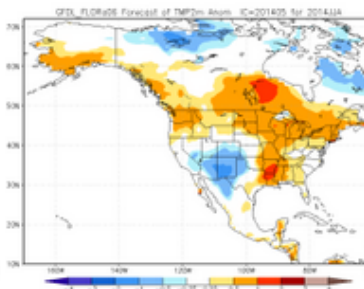 GFDL FLORa06 Forecast of TMP2m Anom IC=201405 for 2014JJA
70N
60N
50N
40N
30N
20N
10N
160W 140W 120W 100W 80W